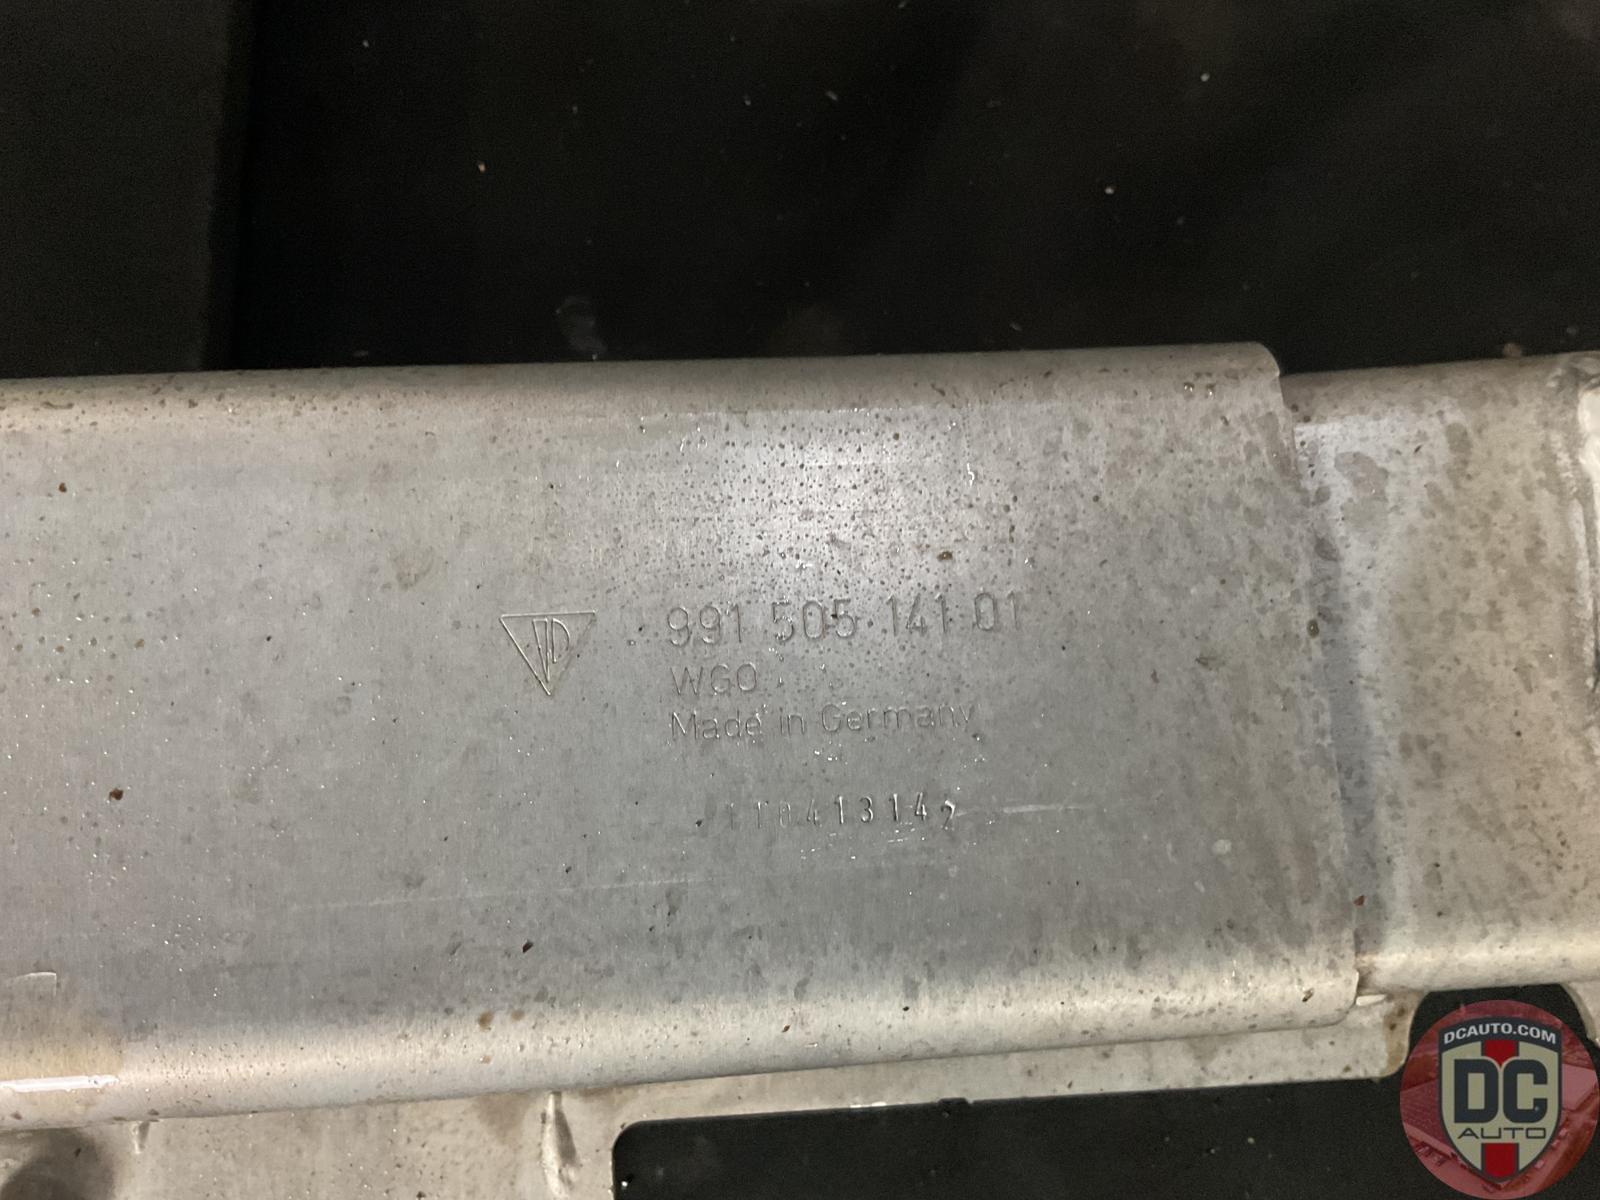 991 505 141 01
WGO
Made in Germany
DCAUTO.COM
DC
AUTO